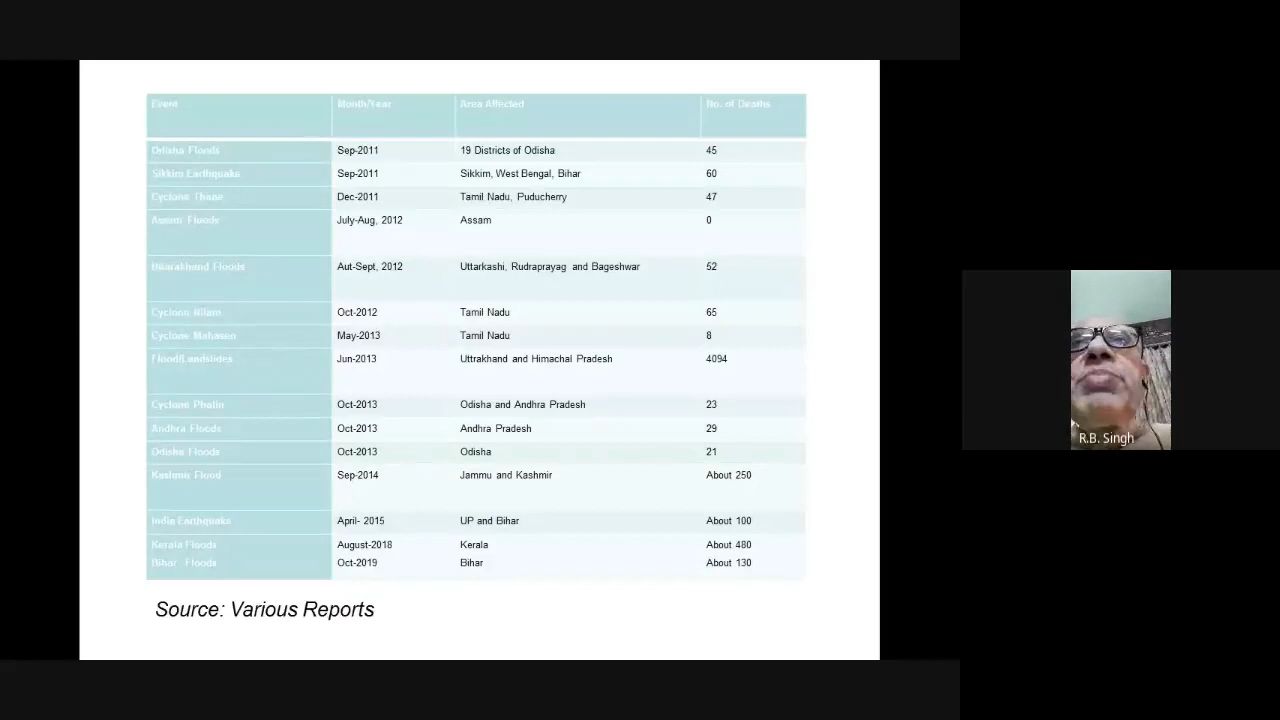 Event Month/Year Area Affected No. of Deaths
Odisha Floods Sep-2011 19 Districts of Odisha 45
Sikkim Earthquake Sep-2011 Sikkim, West Bengal, Bihar 60
Cyclone Thane Dec-2011 Tamil Nadu, Puducherry 47
Assam Floods July-Aug, 2012 Assam 0
Uttarakhand Floods Aut-Sept, 2012 Uttarkashi, Rudraprayag and Bageshwar 52
Cyclone Nilam Oct-2012 Tamil Nadu 65
Cyclone Mahasen May-2013 Tamil Nadu 8
Flood/Landslides Jun-2013 Uttrakhand and Himachal Pradesh 4094
Cyclone Phalin Oct-2013 Odisha and Andhra Pradesh 23
Andhra Floods Oct-2013 Andhra Pradesh 29
Odisha Floods Oct-2013 Odisha 21
Kashmir Flood Sep-2014 Jammu and Kashmir About 250
India Earthquake April- 2015 UP and Bihar About 100
Kerala Floods August-2018 Kerala About 480
Bihar Floods Oct-2019 Bihar About 130
Source: Various Reports
R.B. Singh